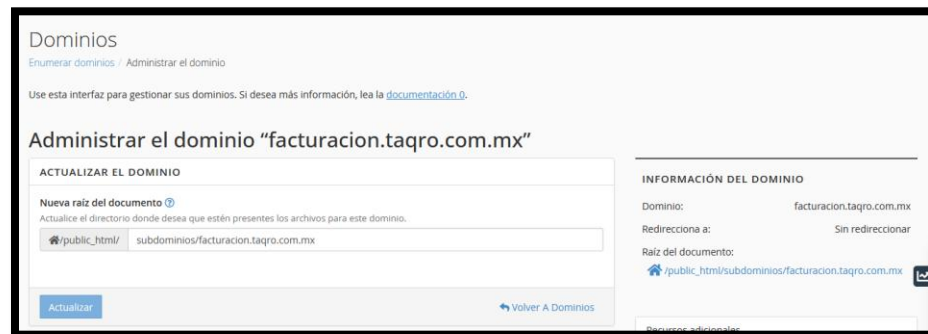 Dominios
Enumerar dominios / Administrar el dominio
Use esta interfaz para gestionar sus dominios. Si desea más información, lea la documentación 0.
Administrar el dominio “facturacion.taqro.com.mx”
ACTUALIZAR EL DOMINIO
Nueva raíz del documento
Actualice el directorio donde desea que estén presentes los archivos para este dominio.
/public_html/ subdominios/facturacion.taqro.com.mx
Actualizar
Volver A Dominios
INFORMACIÓN DEL DOMINIO
Dominio: facturacion.taqro.com.mx
Redirecciona a: Sin redireccionar
Raíz del documento:
/public_html/subdominios/facturacion.taqro.com.mx
Recursos adicionales